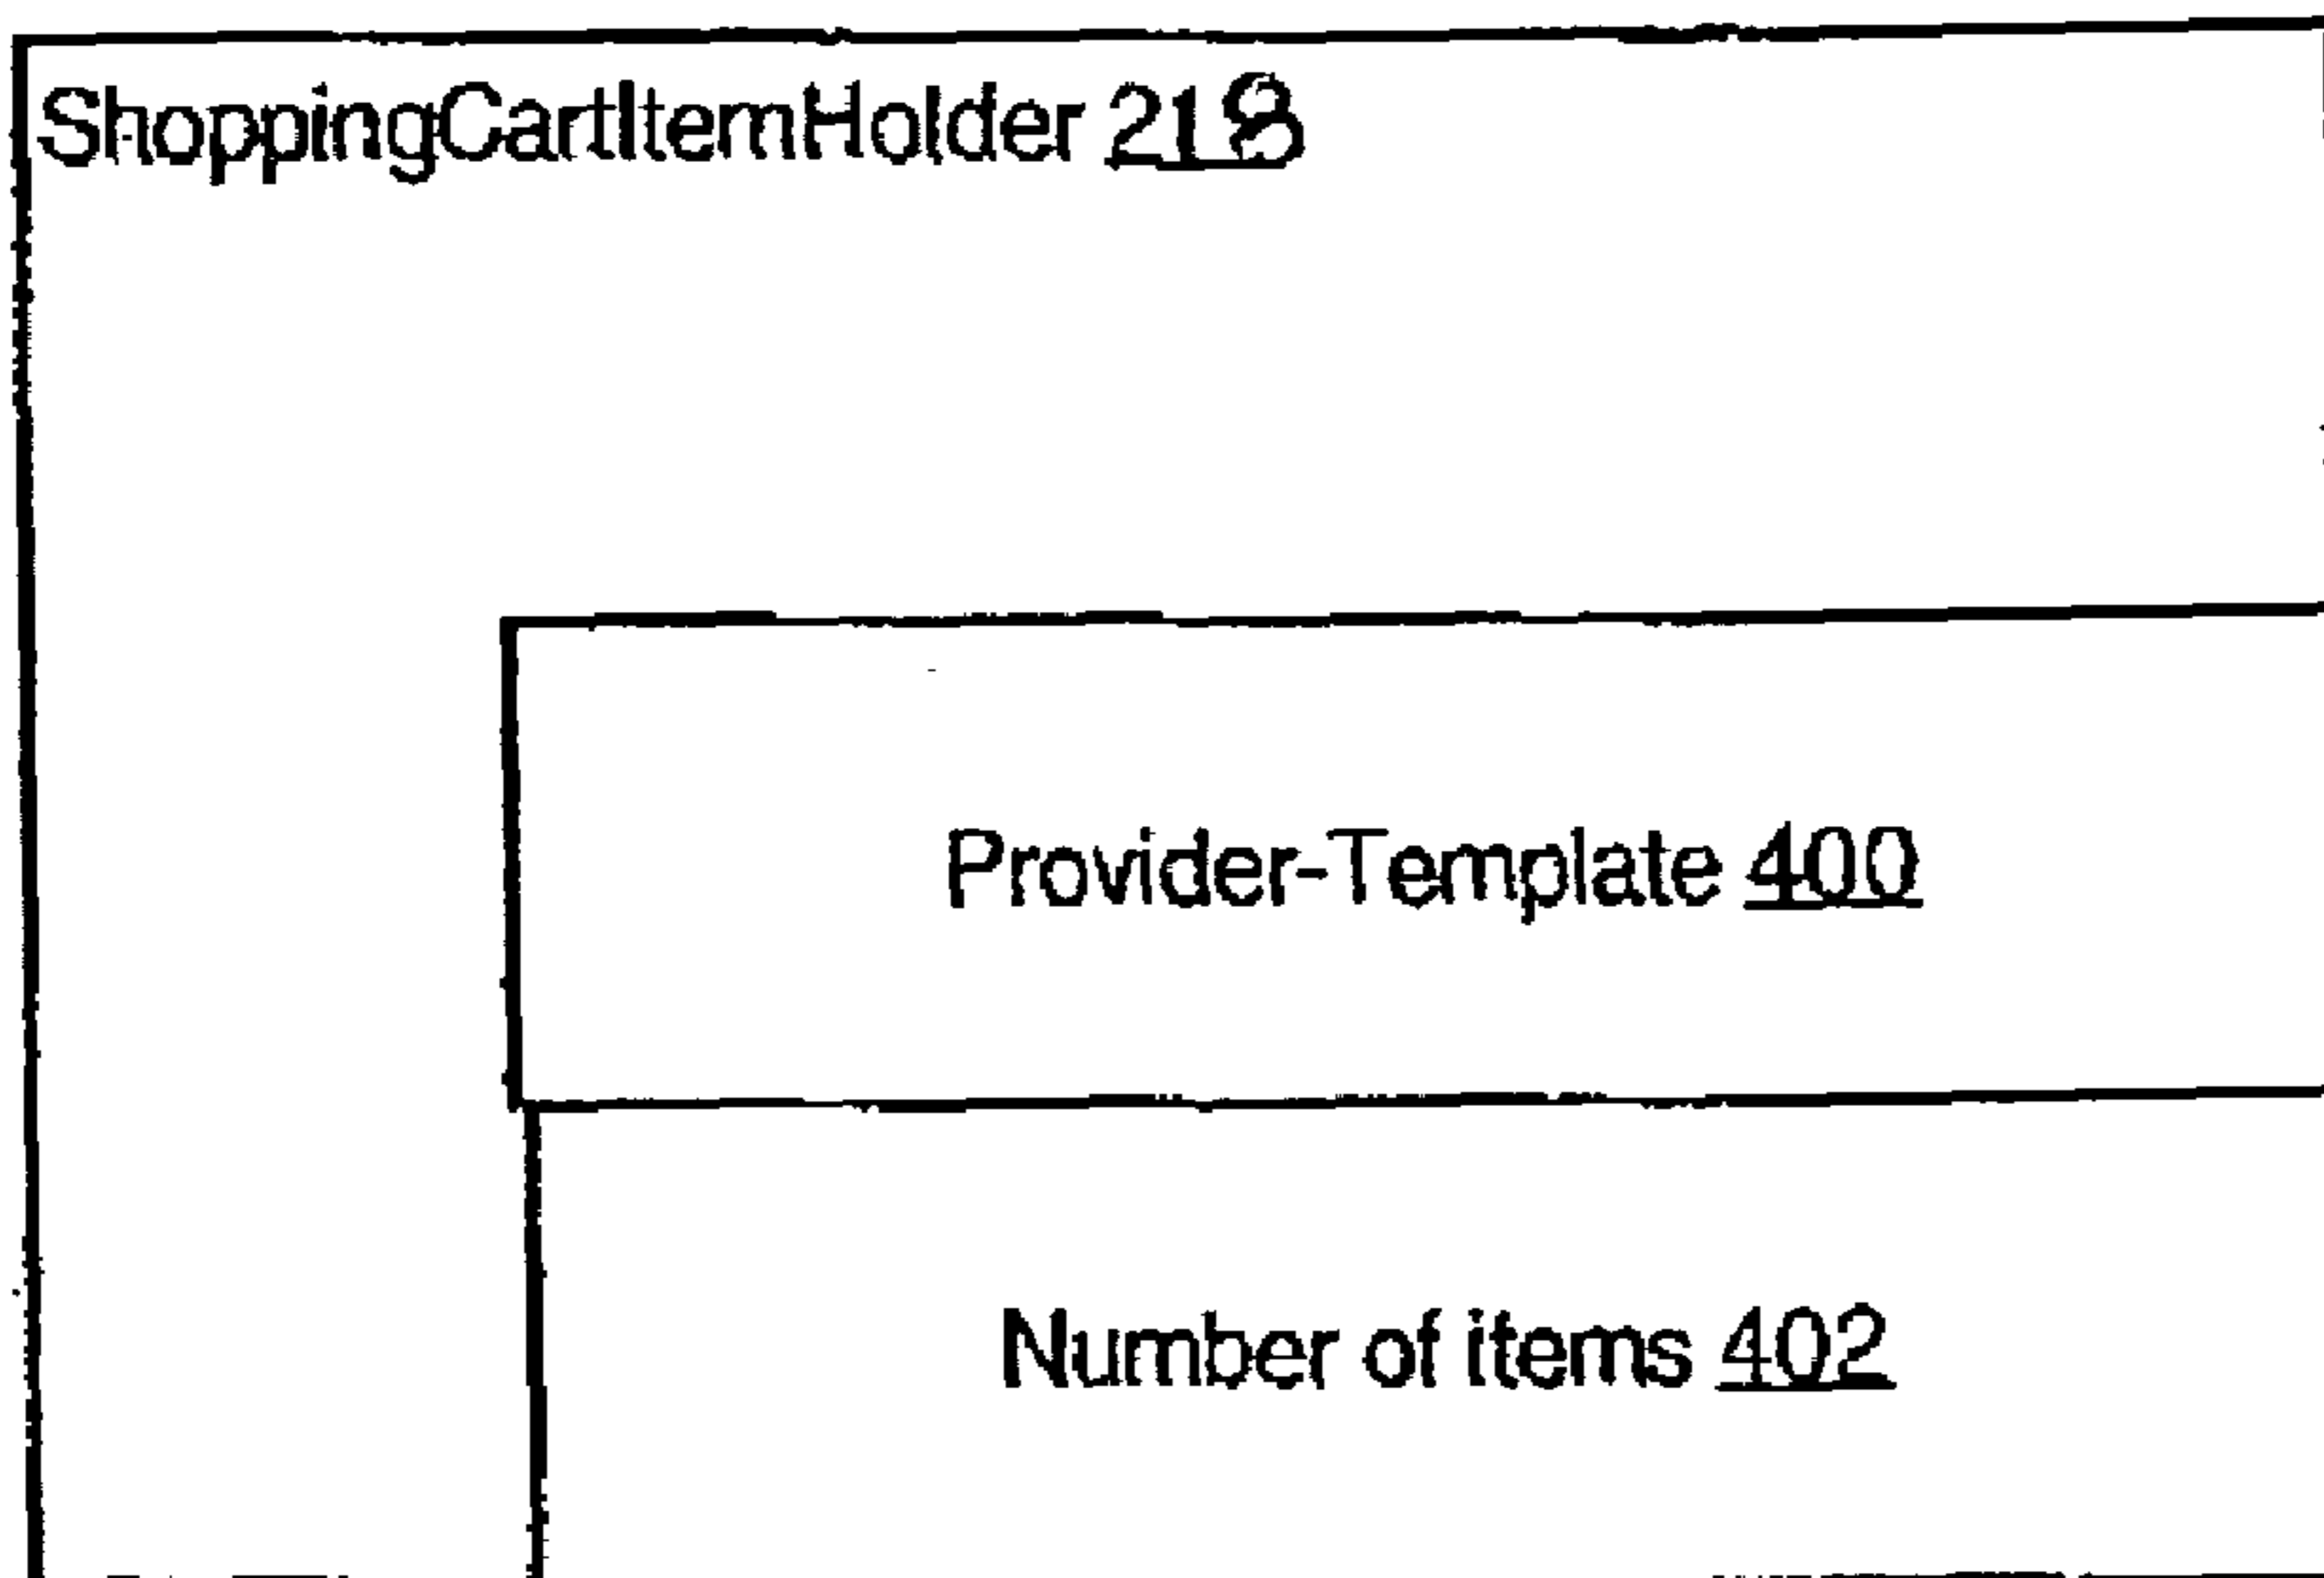 ShoppingCartItemHolder 218
Provider-Template 400
Number of items 402